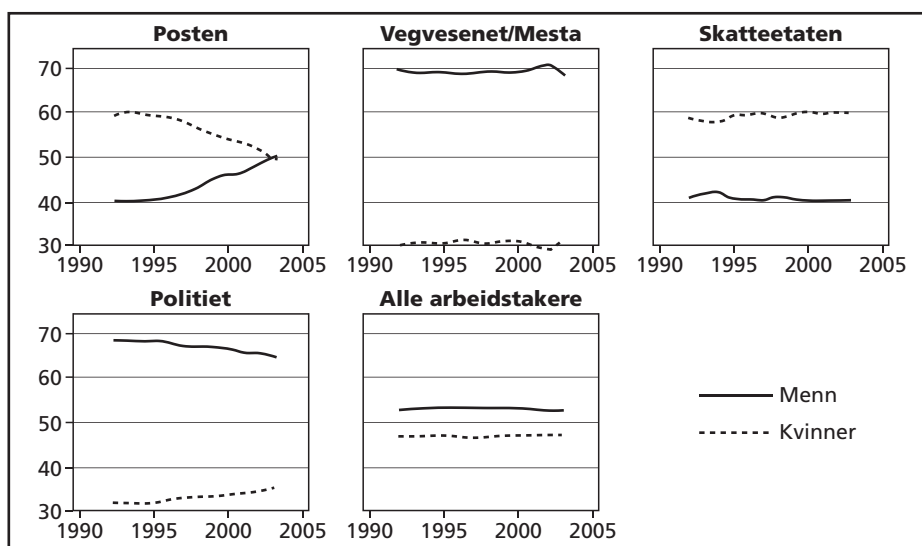 Posten Vegvesenet/Mesta Skatteetaten
70
60
50
40
30
1990 1995 2000 2005 1990 1995 2000 2005 1990 1995 2000 2005
Politiet Alle arbeidstakere
70
60
50
40
30
1990 1995 2000 2005 1990 1995 2000 2005
Menn
Kvinner